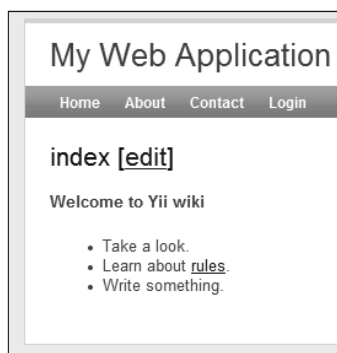 My Web Application
Home About Contact Login
index [edit]
Welcome to Yii wiki
• Take a look.
• Learn about rules.
• Write something.